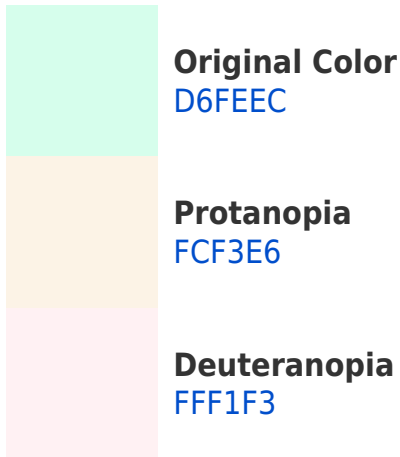 Original Color
D6FEEC
Protanopia
FCF3E6
Deuteranopia
FFF1F3